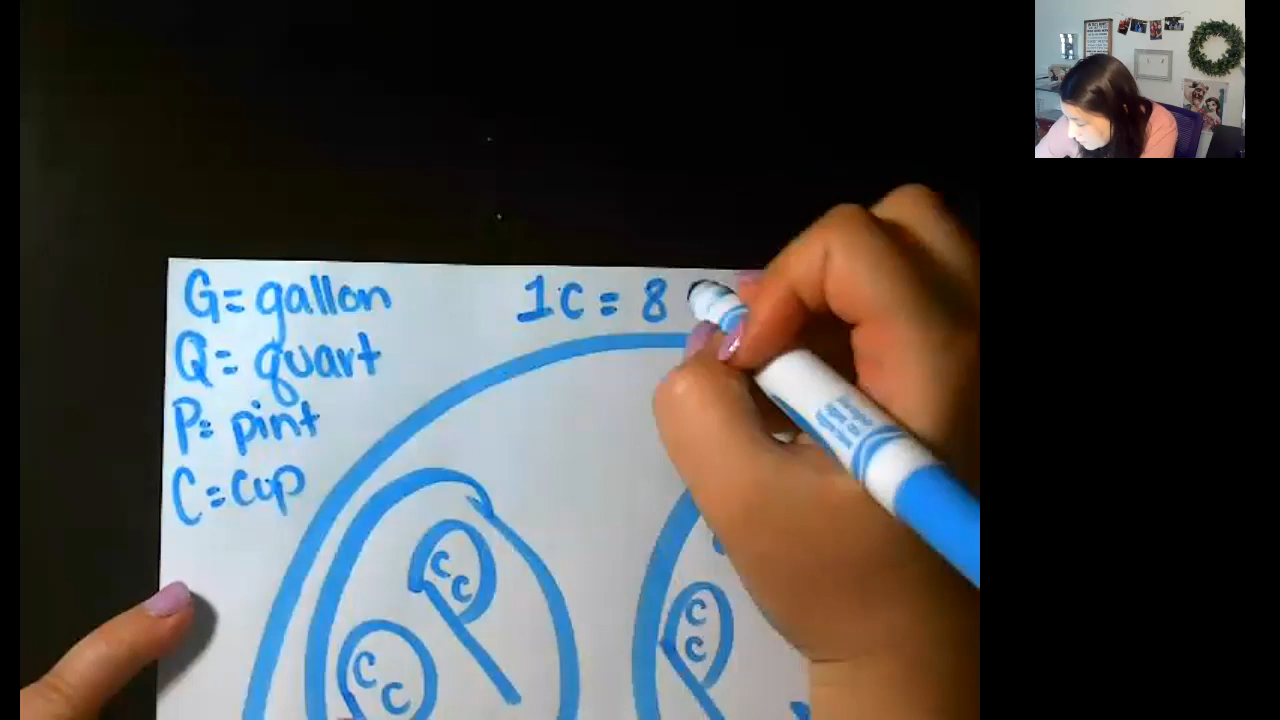 G= gallon
1C = 8
Q= quart
P= pint
C= cup
C
C
C
C
C
C